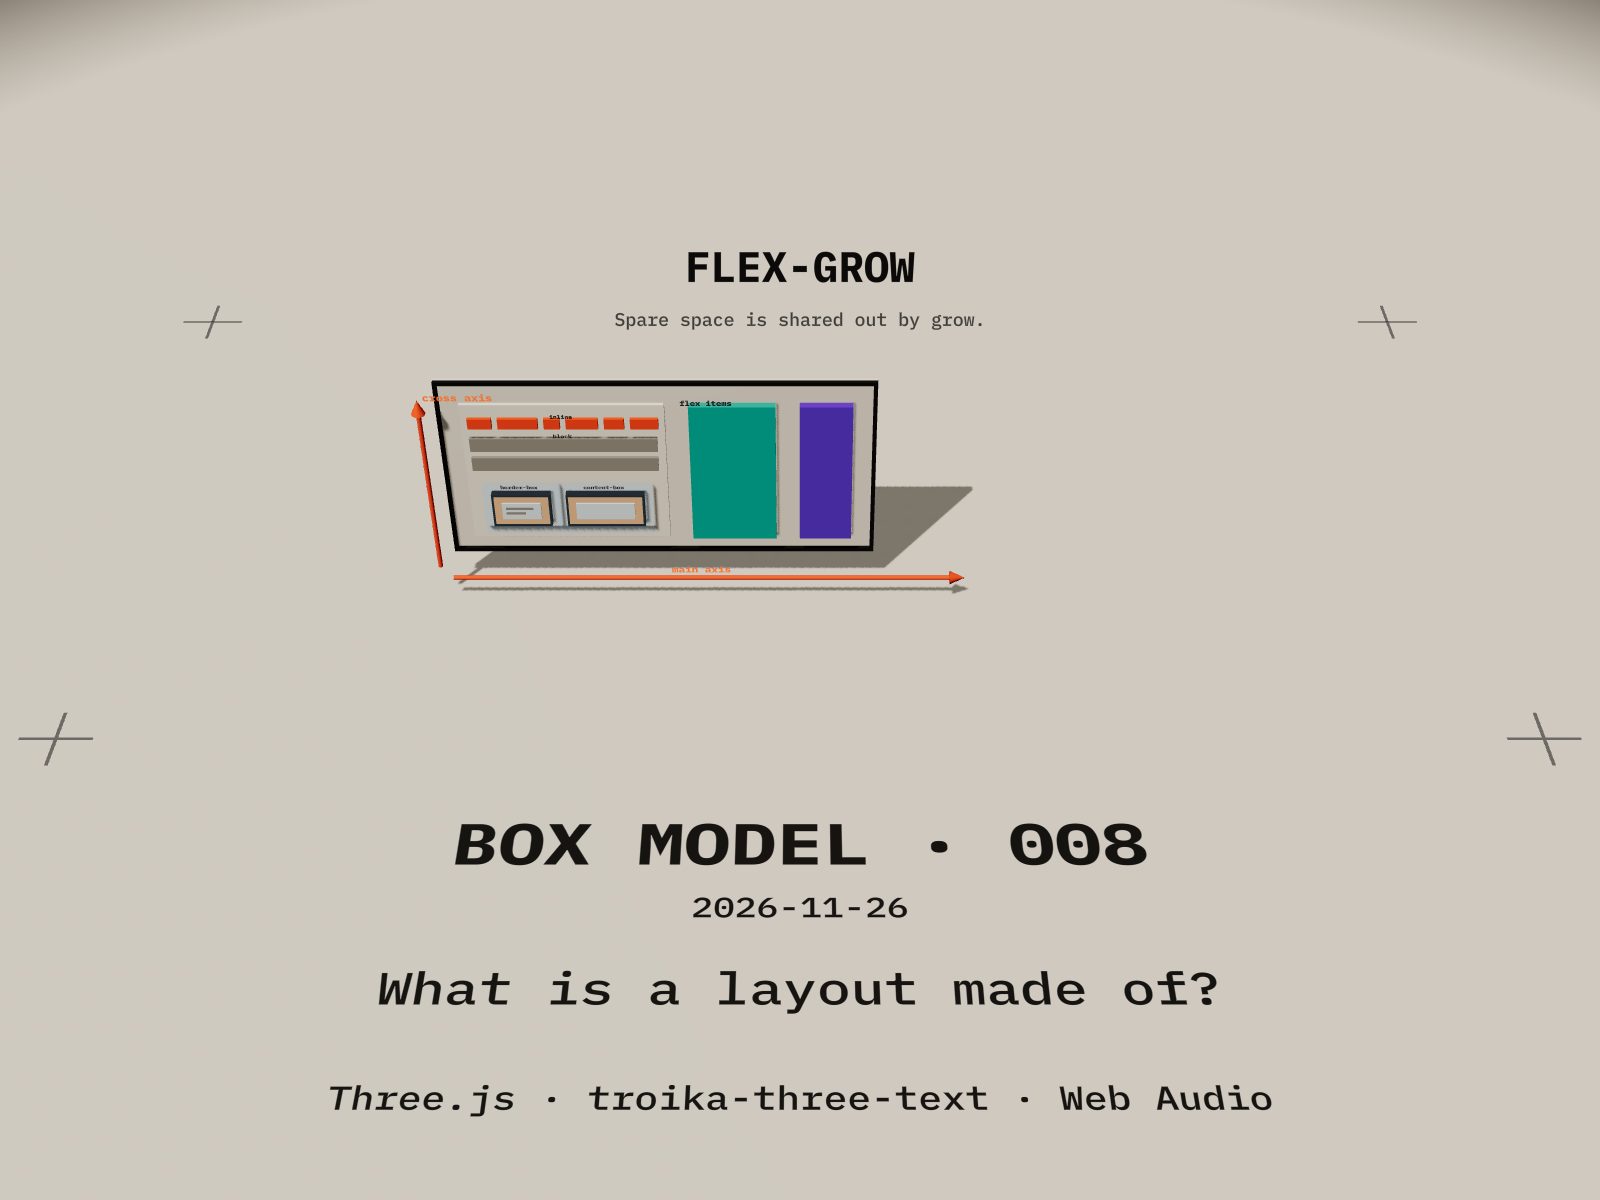 FLEX-GROW
Spare space is shared out by grow.
cross axis
flex items
inline
block
border-box
content-box
main axis
BOX MODEL · 008
2026-11-26
What is a layout made of?
Three.js · troika-three-text · Web Audio